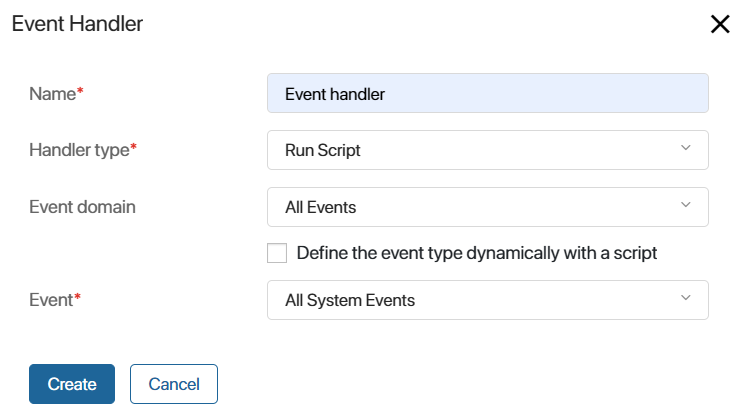 Event Handler
Name* Event handler
Handler type* Run Script
Event domain All Events
Define the event type dynamically with a script
Event* All System Events
Create Cancel